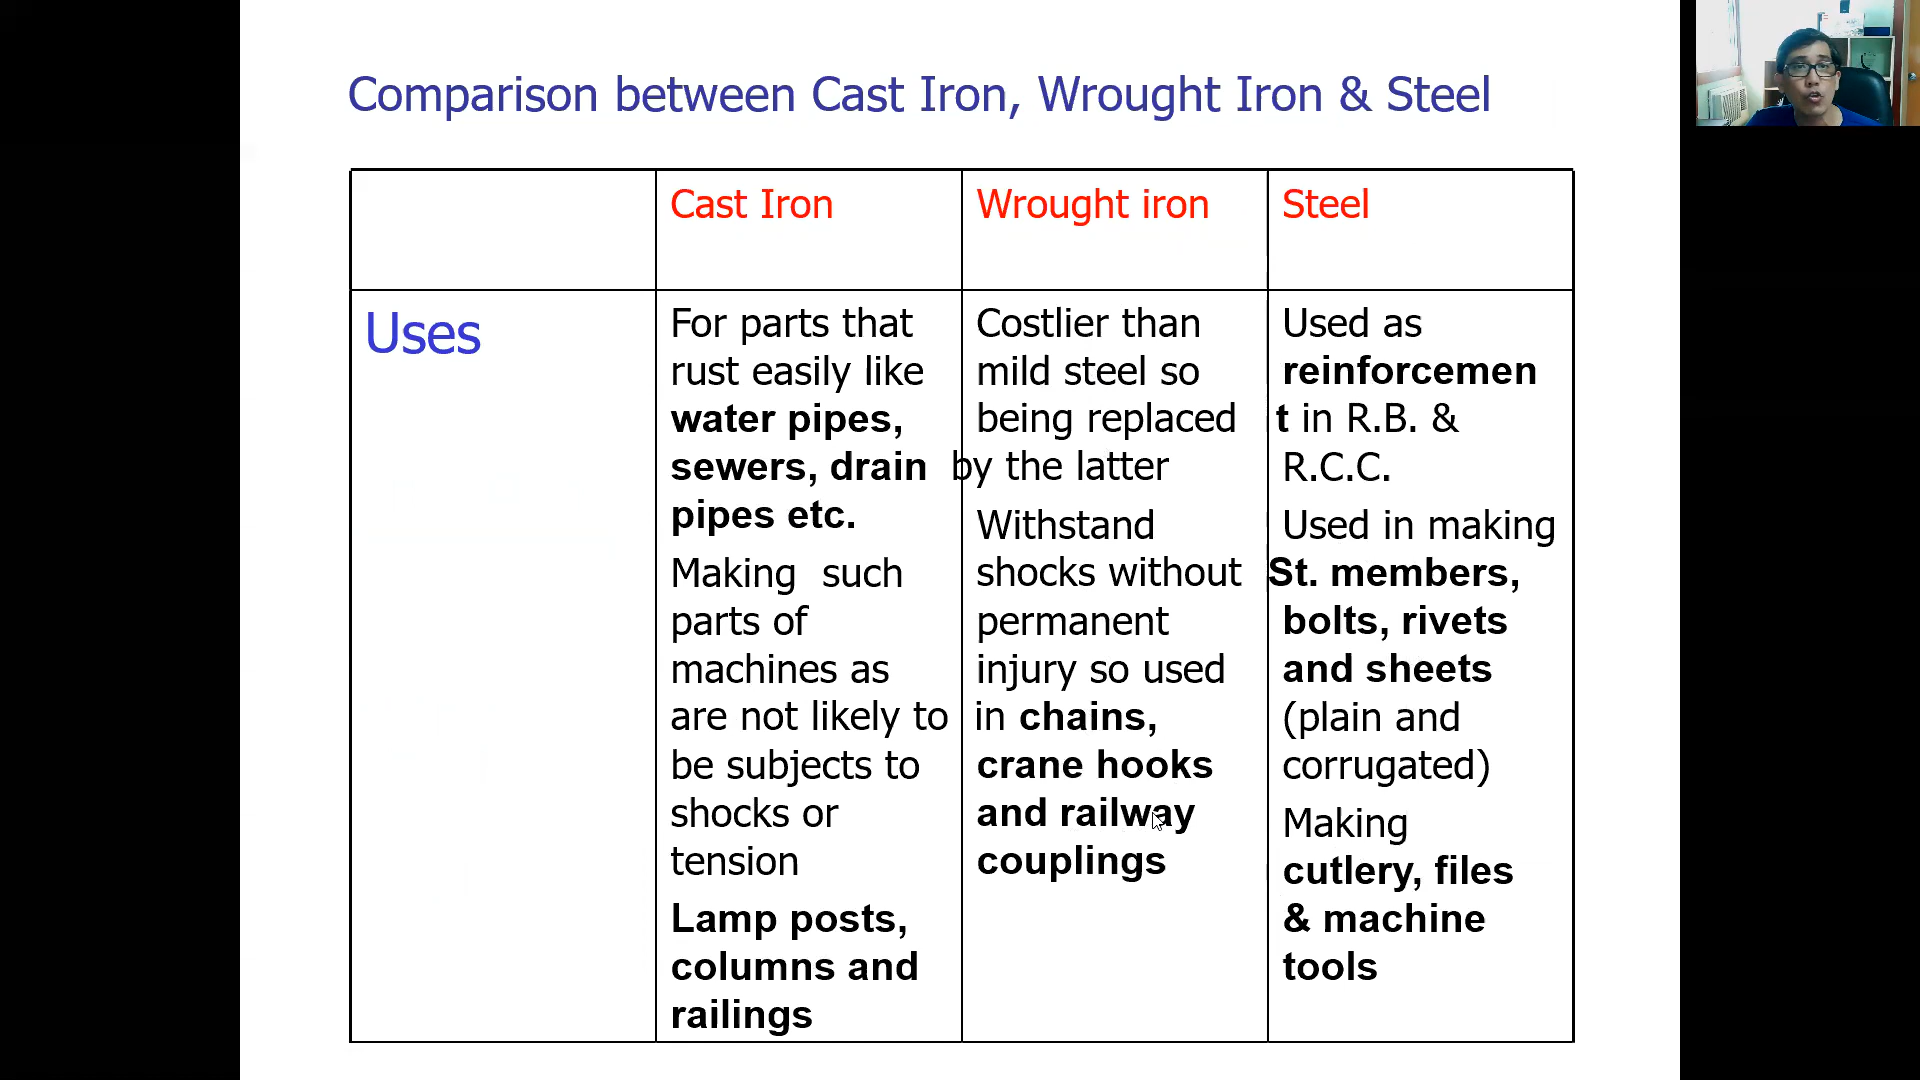 Comparison between Cast Iron, Wrought Iron & Steel
Cast Iron
Wrought iron
Steel
Uses
For parts that
rust easily like
water pipes,
sewers, drain
pipes etc.
Making such
parts of
machines as
are not likely to
be subjects to
shocks or
tension
Lamp posts,
columns and
railings
Costlier than
mild steel so
being replaced
by the latter
Withstand
shocks without
permanent
injury so used
in chains,
crane hooks
and railway
couplings
Used as
reinforcemen
t in R.B. &
R.C.C.
Used in making
St. members,
bolts, rivets
and sheets
(plain and
corrugated)
Making
cutlery, files
& machine
tools